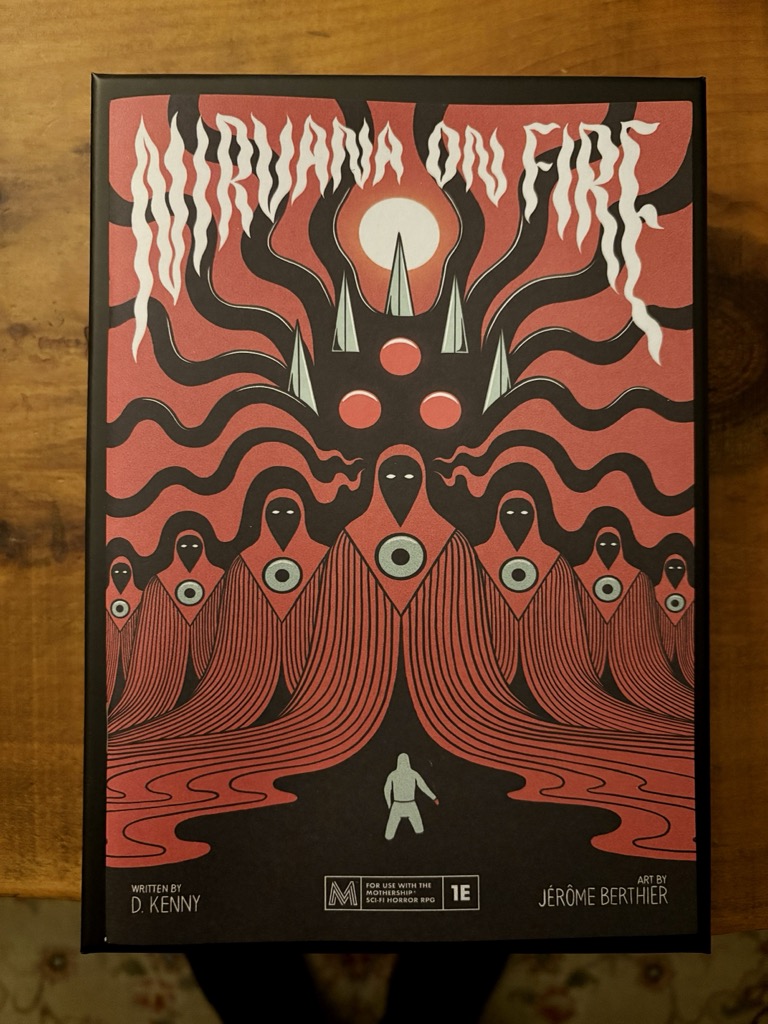 NIRVANA ON FIRE
WRITTEN BY
D. KENNY
M
FOR USE WITH THE
MOTHERSHIP®
SCI-FI HORROR RPG
1E
ART BY
JÉRÔME BERTHIER